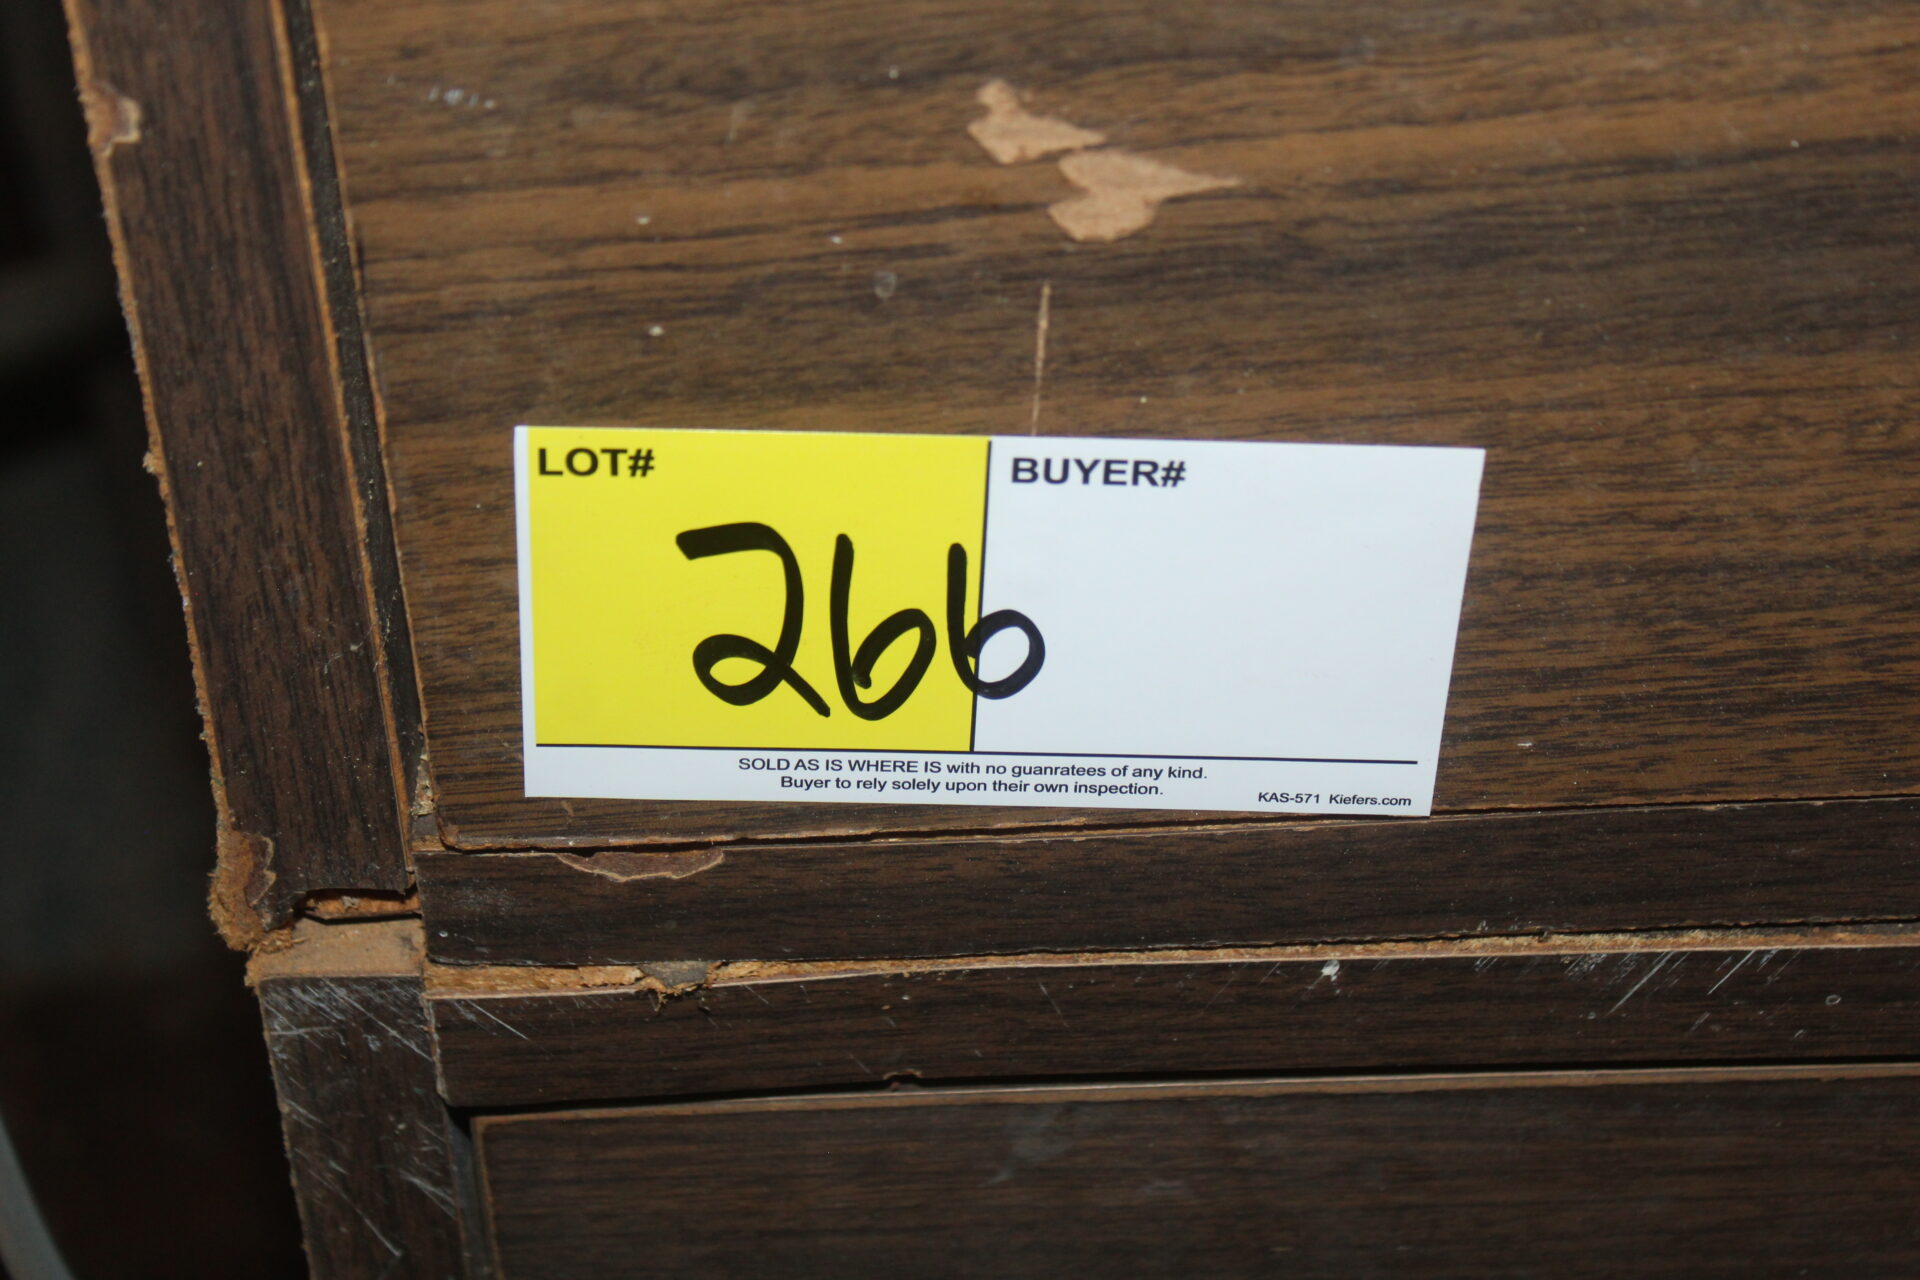 LOT# BUYER#
266
SOLD AS IS WHERE IS with no guanratees of any kind.
Buyer to rely solely upon their own inspection.
KAS-571 Kiefers.com